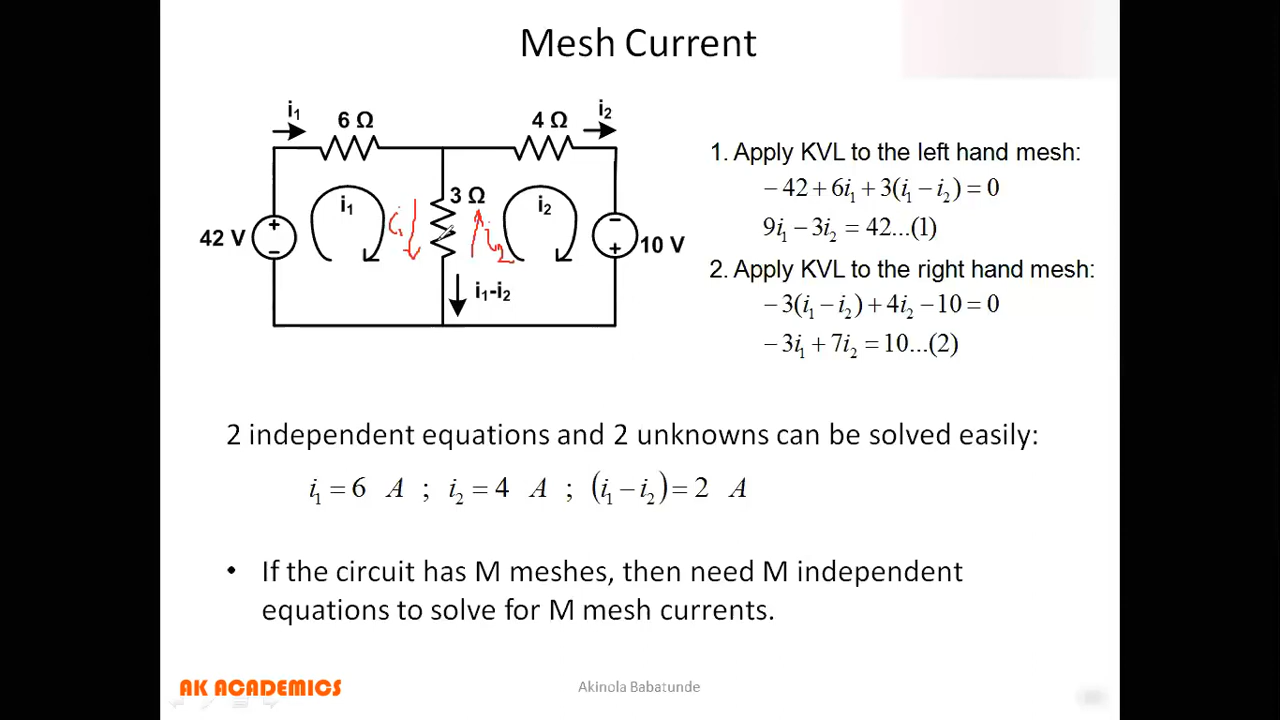 Mesh Current
i₁
6 Ω
4 Ω
i₂
3 Ω
i₁
i₁
i₂
i₂
42 V
+
−
−
+
10 V
i₁-i₂
1. Apply KVL to the left hand mesh:
−42 + 6i₁ + 3(i₁ − i₂) = 0
9i₁ − 3i₂ = 42...(1)
2. Apply KVL to the right hand mesh:
−3(i₁ − i₂) + 4i₂ − 10 = 0
−3i₁ + 7i₂ = 10...(2)
2 independent equations and 2 unknowns can be solved easily:
i₁ = 6 A ; i₂ = 4 A ; (i₁ − i₂) = 2 A
• If the circuit has M meshes, then need M independent
equations to solve for M mesh currents.
AK ACADEMICS
Akinola Babatunde